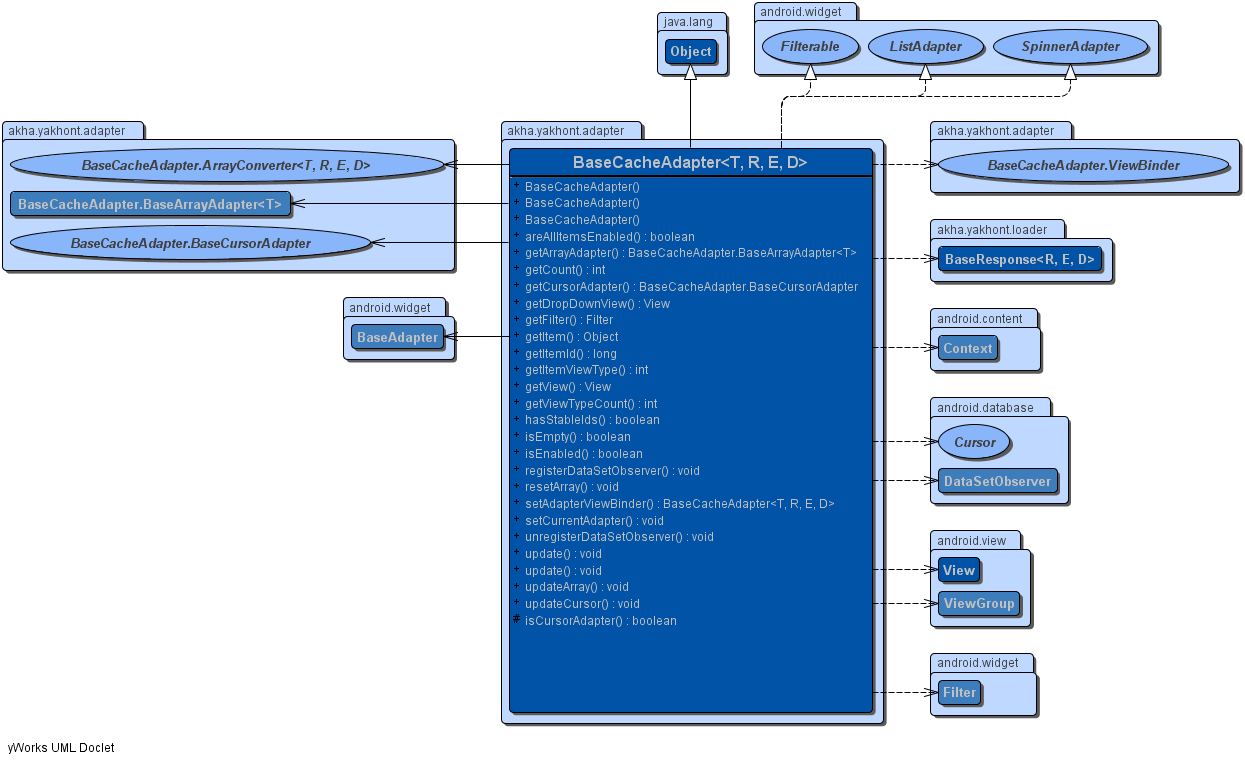 java.lang
Object
android.widget
Filterable
ListAdapter
SpinnerAdapter
akha.yakhont.adapter
BaseCacheAdapter.ArrayConverter<T, R, E, D>
BaseCacheAdapter.BaseArrayAdapter<T>
BaseCacheAdapter.BaseCursorAdapter
android.widget
BaseAdapter
akha.yakhont.adapter
BaseCacheAdapter<T, R, E, D>
+ BaseCacheAdapter()
+ BaseCacheAdapter()
+ BaseCacheAdapter()
+ areAllItemsEnabled() : boolean
+ getArrayAdapter() : BaseCacheAdapter.BaseArrayAdapter<T>
+ getCount() : int
+ getCursorAdapter() : BaseCacheAdapter.BaseCursorAdapter
+ getDropDownView() : View
+ getFilter() : Filter
+ getItem() : Object
+ getItemId() : long
+ getItemViewType() : int
+ getView() : View
+ getViewTypeCount() : int
+ hasStableIds() : boolean
+ isEmpty() : boolean
+ isEnabled() : boolean
+ registerDataSetObserver() : void
+ resetArray() : void
+ setAdapterViewBinder() : BaseCacheAdapter<T, R, E, D>
+ setCurrentAdapter() : void
+ unregisterDataSetObserver() : void
+ update() : void
+ update() : void
+ updateArray() : void
+ updateCursor() : void
# isCursorAdapter() : boolean
akha.yakhont.adapter
BaseCacheAdapter.ViewBinder
akha.yakhont.loader
BaseResponse<R, E, D>
android.content
Context
android.database
Cursor
DataSetObserver
android.view
View
ViewGroup
android.widget
Filter
yWorks UML Doclet